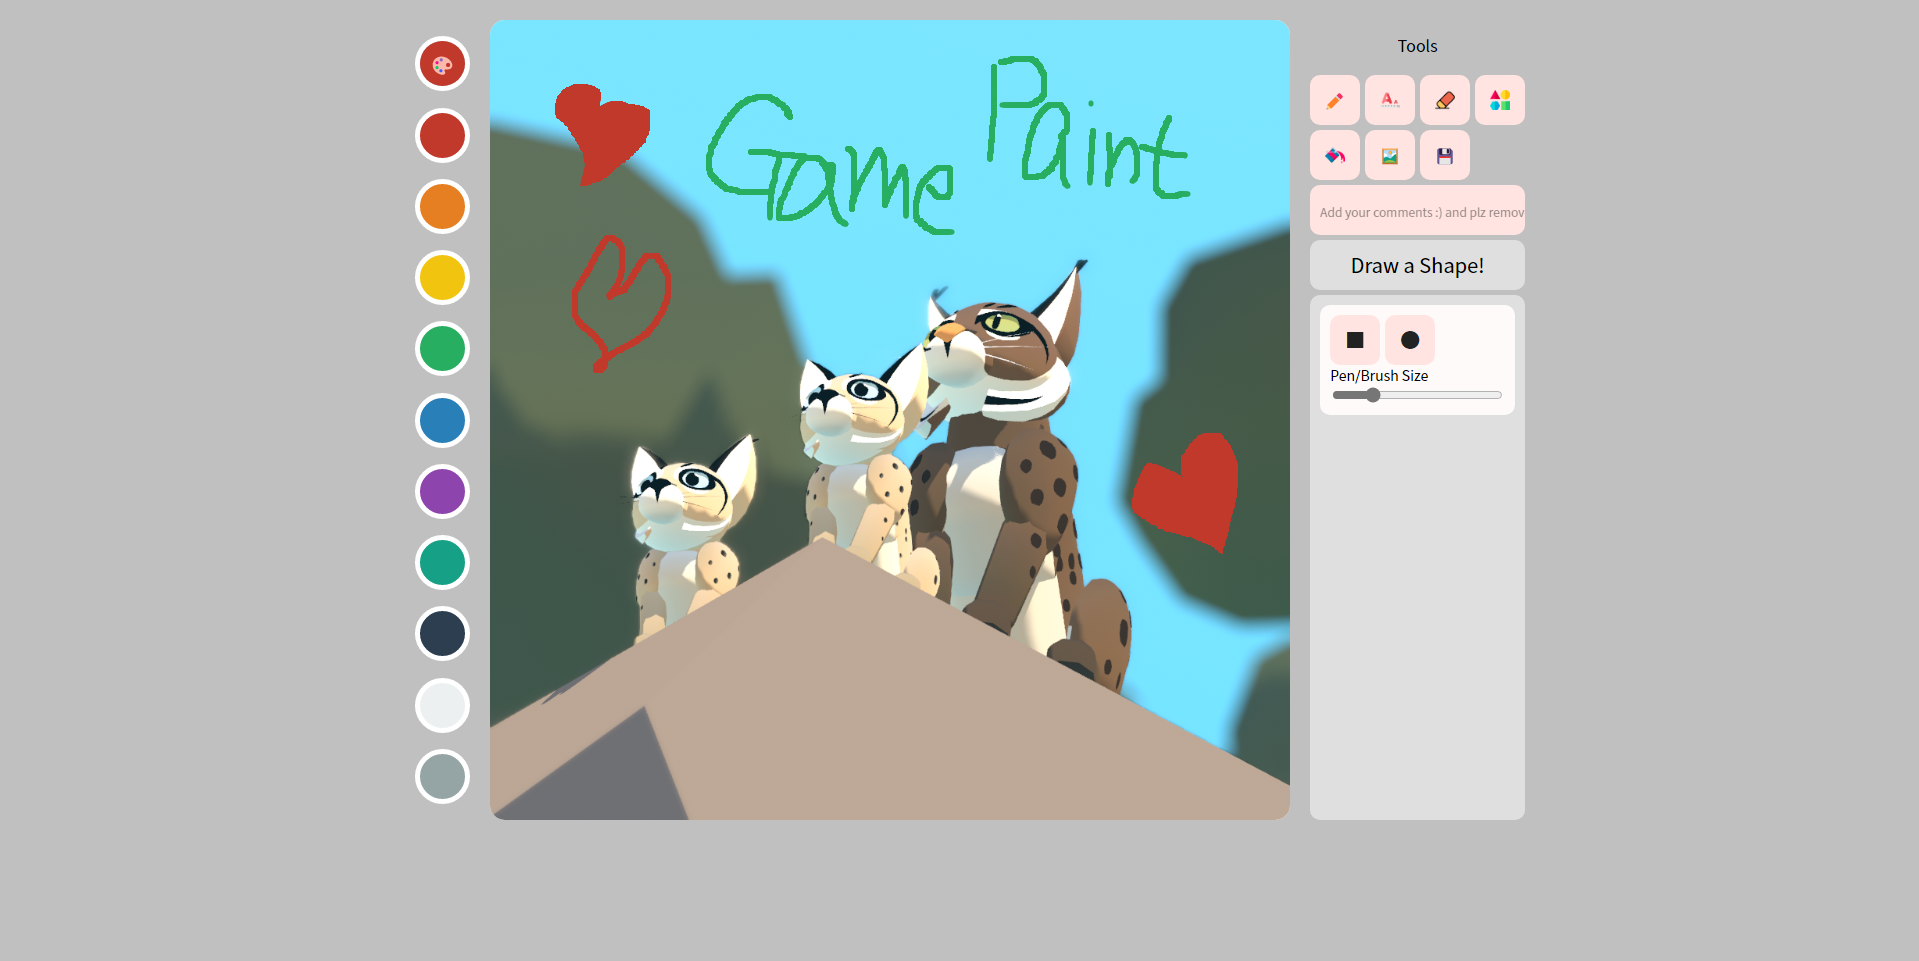 Game Paint
Tools
Add your comments :) and plz remov
Draw a Shape!
Pen/Brush Size